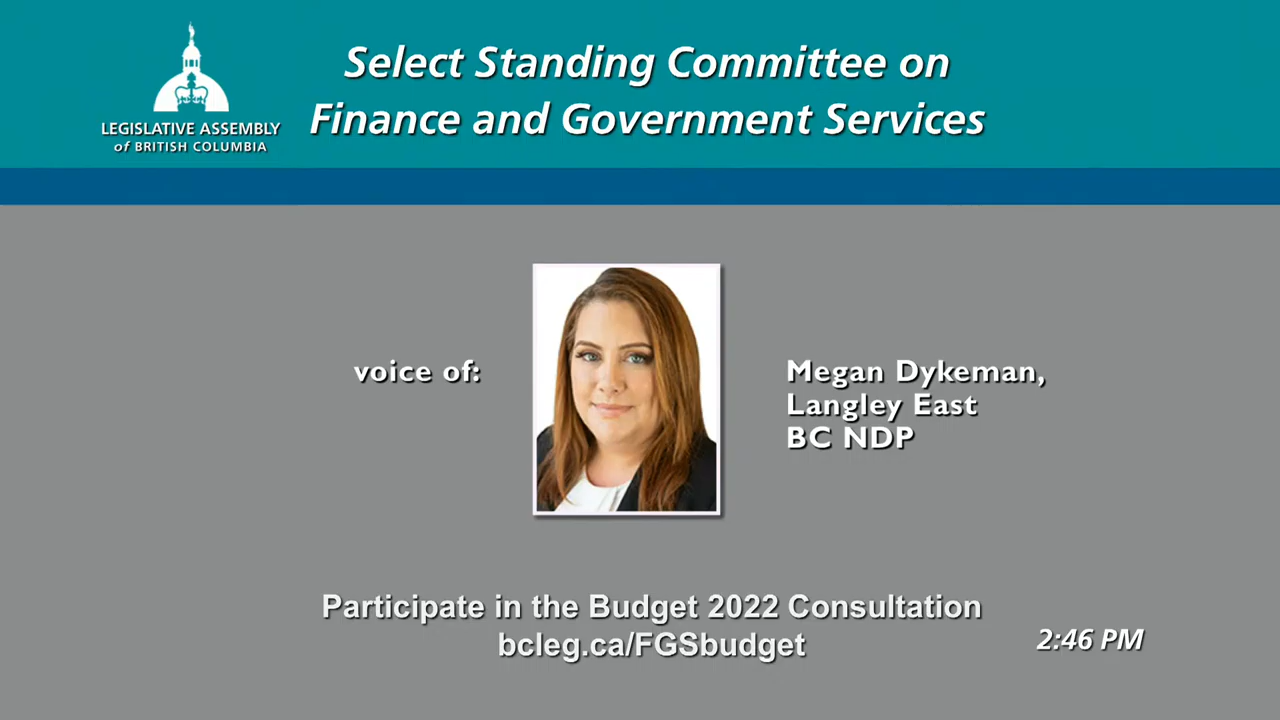 LEGISLATIVE ASSEMBLY
of BRITISH COLUMBIA
Select Standing Committee on
Finance and Government Services
voice of:
Megan Dykeman,
Langley East
BC NDP
Participate in the Budget 2022 Consultation
bcleg.ca/FGSbudget
2:46 PM